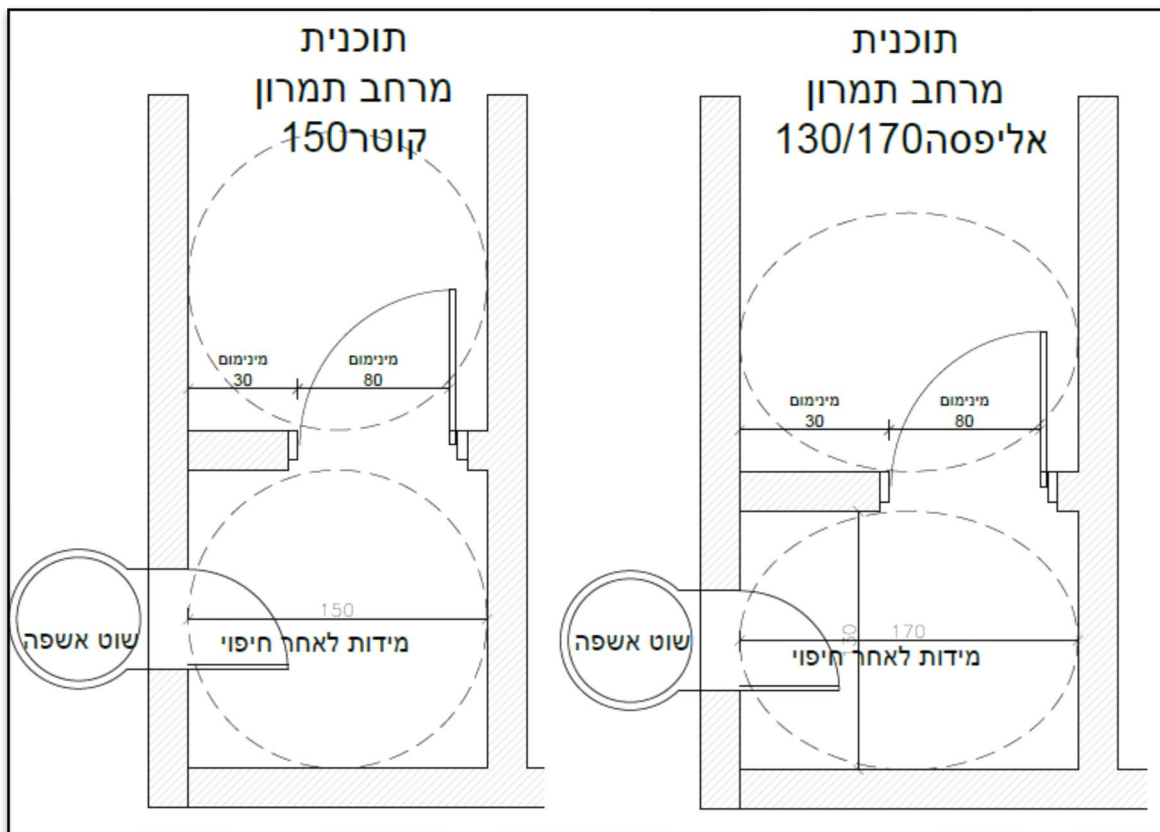 תוכנית
מרחב תמרון
אליפסה130/170
מינימום
80
מינימום
30
170
130
מידות לאחר חיפוי
שוט אשפה
תוכנית
מרחב תמרון
קוטר150
מינימום
80
מינימום
30
150
מידות לאחר חיפוי
שוט אשפה